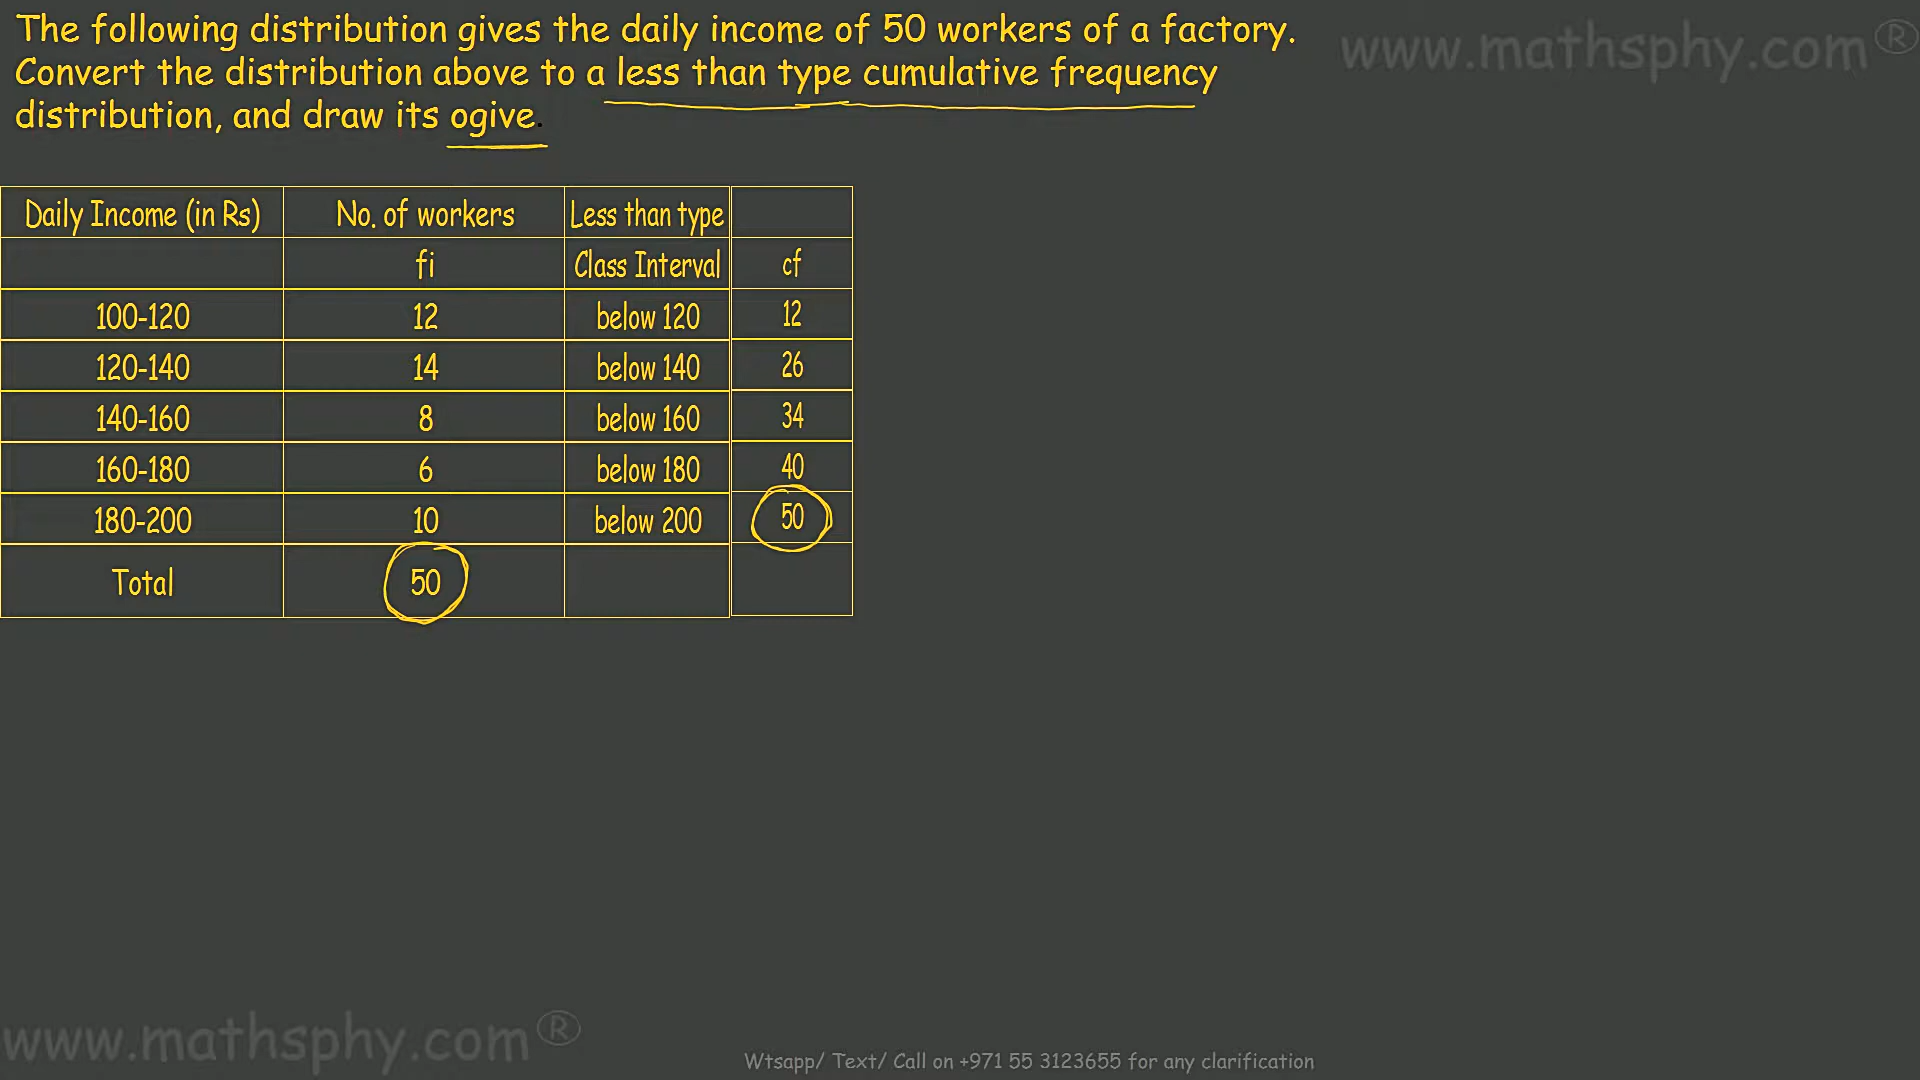 The following distribution gives the daily income of 50 workers of a factory.
www.mathsphy.com®
Convert the distribution above to a less than type cumulative frequency
distribution, and draw its ogive.
Daily Income (in Rs) No. of workers Less than type
fi Class Interval cf
100-120 12 below 120 12
120-140 14 below 140 26
140-160 8 below 160 34
160-180 6 below 180 40
180-200 10 below 200 50
Total 50
www.mathsphy.com®
Wtsapp/ Text/ Call on +971 55 3123655 for any clarification